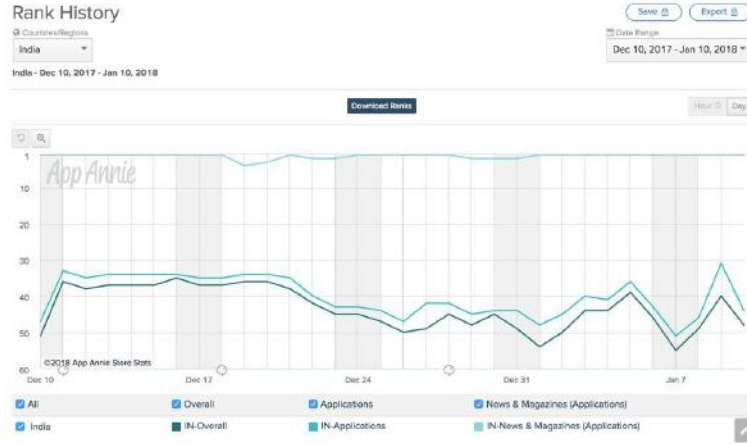 Rank History
Save
Export
Countries/Regions
Date Range
India
Dec 10, 2017 - Jan 10, 2018
India - Dec 10, 2017 - Jan 10, 2018
Download Ranks
Hour
Day
App Annie
1
10
20
30
40
50
60
©2018 App Annie Store Stats
Dec 10
Dec 17
Dec 24
Dec 31
Jan 7
All
Overall
Applications
News & Magazines (Applications)
India
IN-Overall
IN-Applications
IN-News & Magazines (Applications)